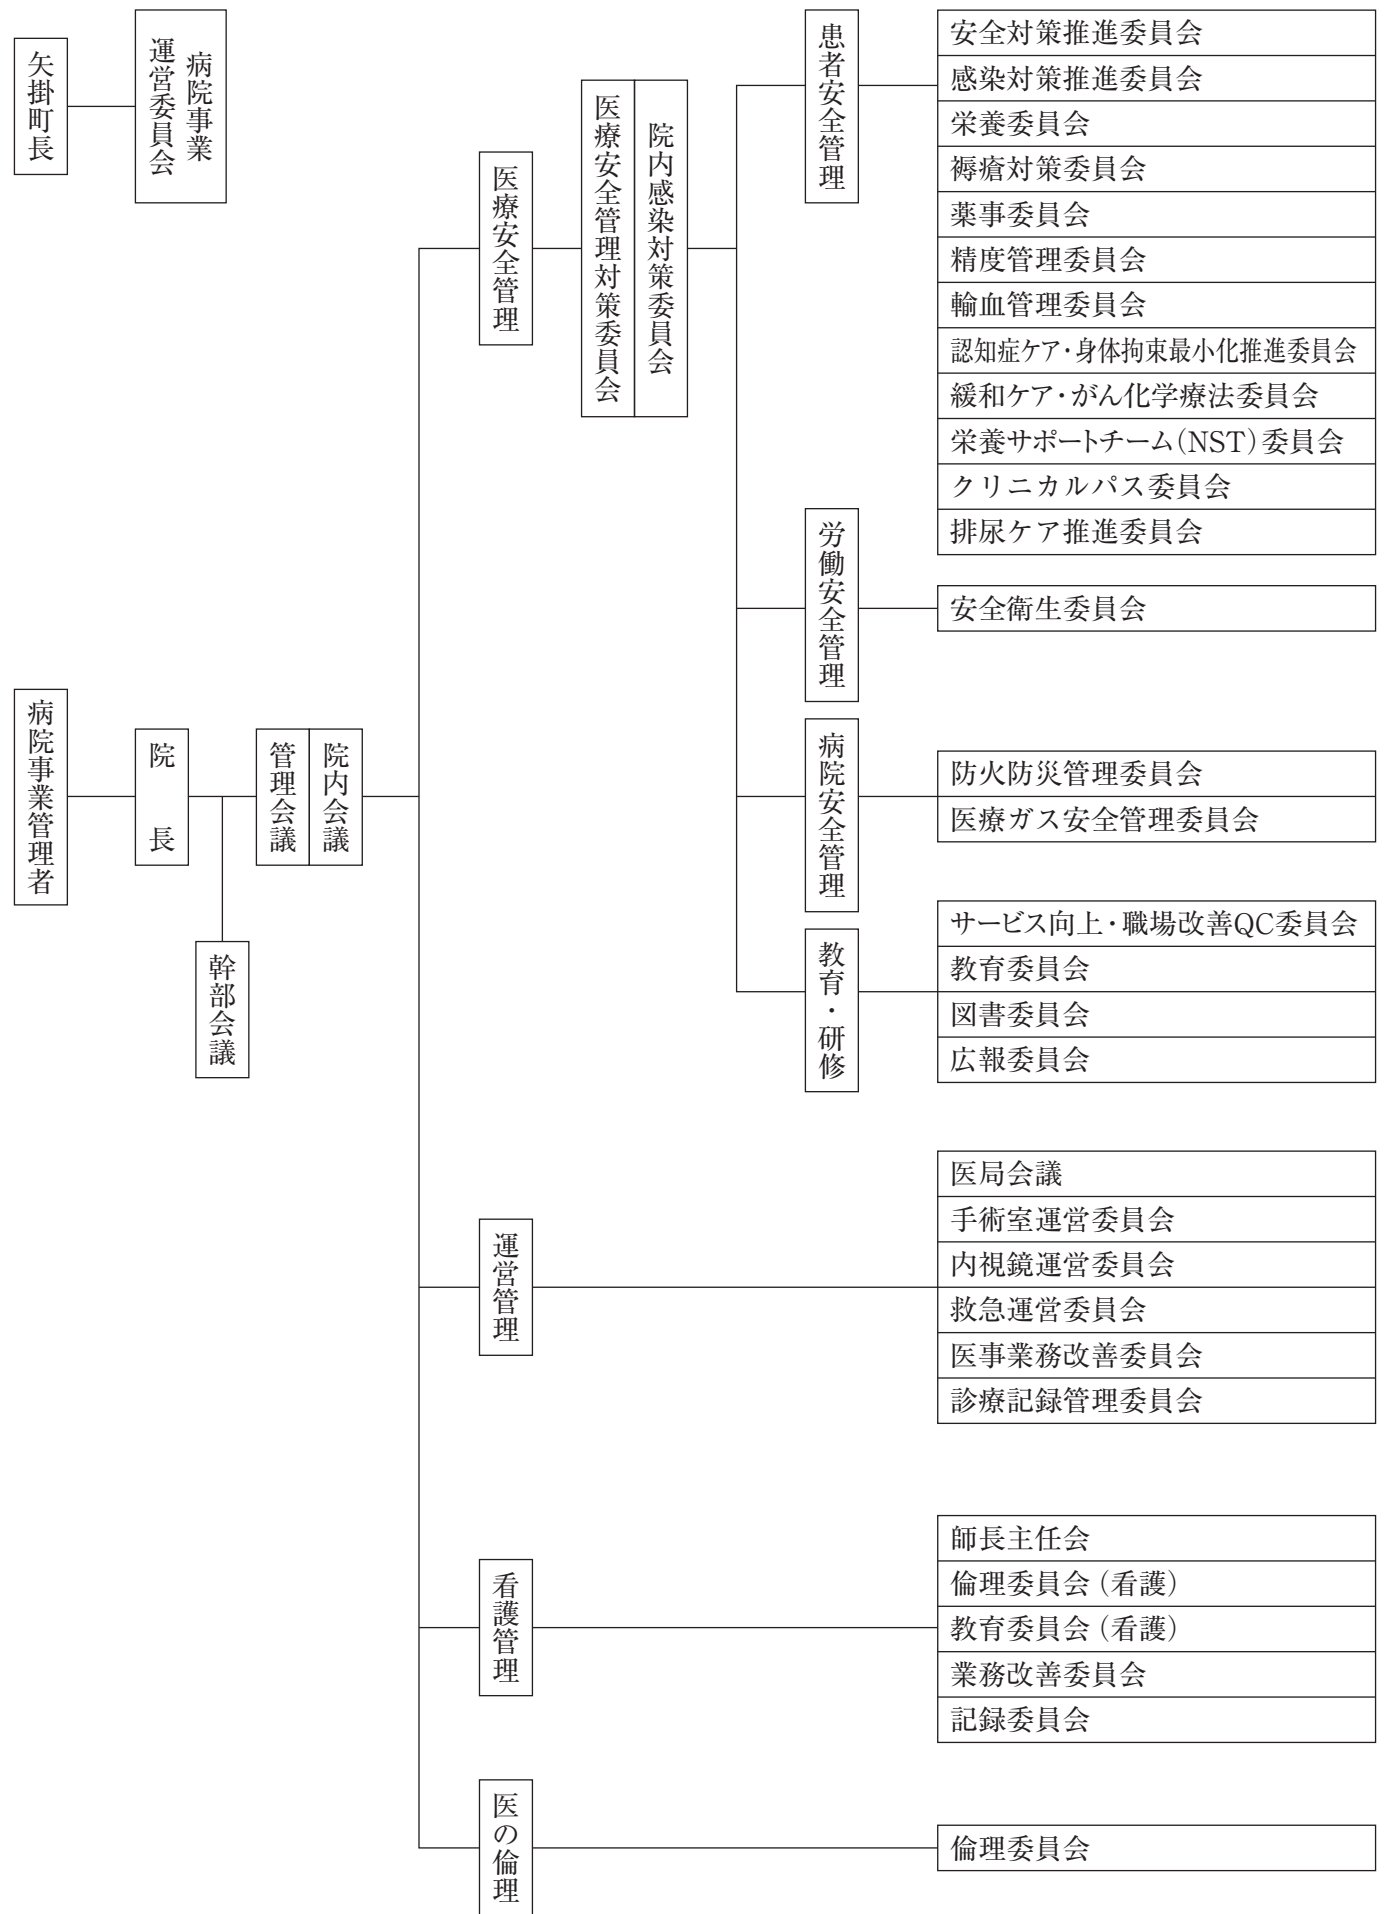 矢掛町長
病院事業
運営委員会
病院事業管理者
院長
幹部会議
管理会議
院内会議
医療安全管理
医療安全管理対策委員会
院内感染対策委員会
患者安全管理
安全対策推進委員会
感染対策推進委員会
栄養委員会
褥瘡対策委員会
薬事委員会
精度管理委員会
輸血管理委員会
認知症ケア・身体拘束最小化推進委員会
緩和ケア・がん化学療法委員会
栄養サポートチーム(NST)委員会
クリニカルパス委員会
排尿ケア推進委員会
労働安全管理
安全衛生委員会
病院安全管理
防火防災管理委員会
医療ガス安全管理委員会
教育・研修
サービス向上・職場改善QC委員会
教育委員会
図書委員会
広報委員会
運営管理
医局会議
手術室運営委員会
内視鏡運営委員会
救急運営委員会
医事業務改善委員会
診療記録管理委員会
看護管理
師長主任会
倫理委員会(看護)
教育委員会(看護)
業務改善委員会
記録委員会
医の倫理
倫理委員会